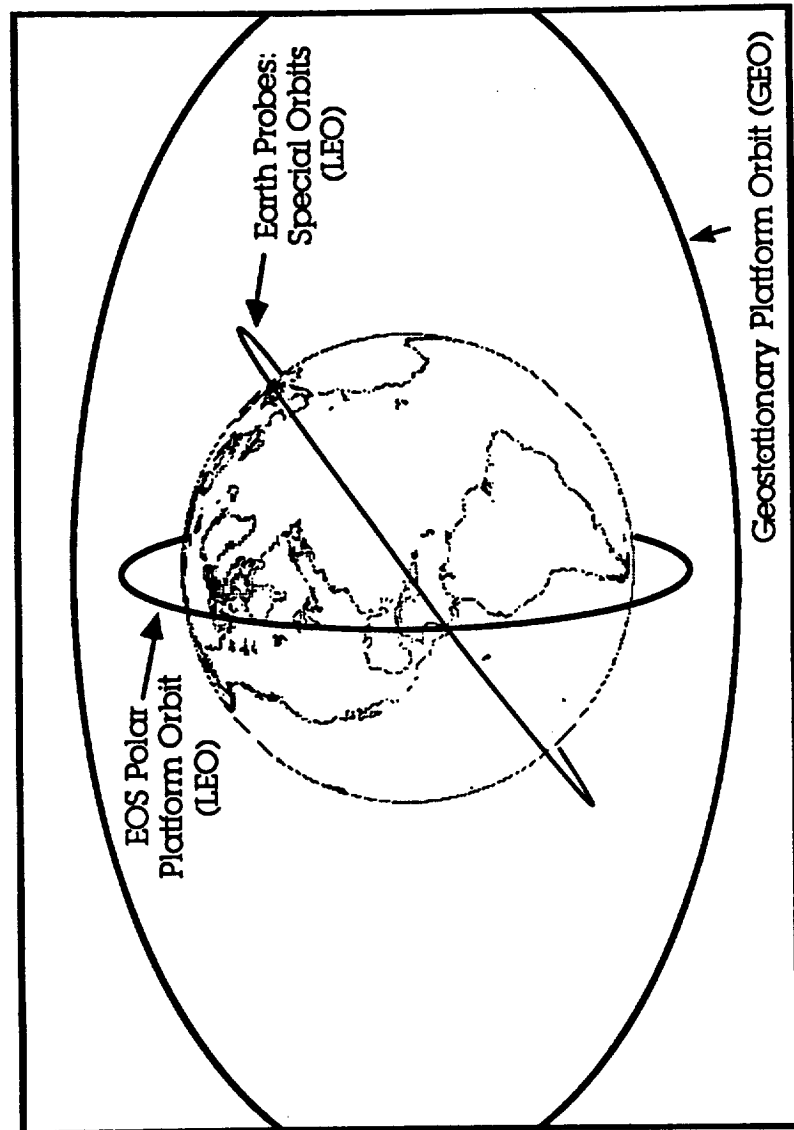 EOS Polar
Platform Orbit
(LEO)
Earth Probes:
Special Orbits
(LEO)
Geostationary Platform Orbit (GEO)